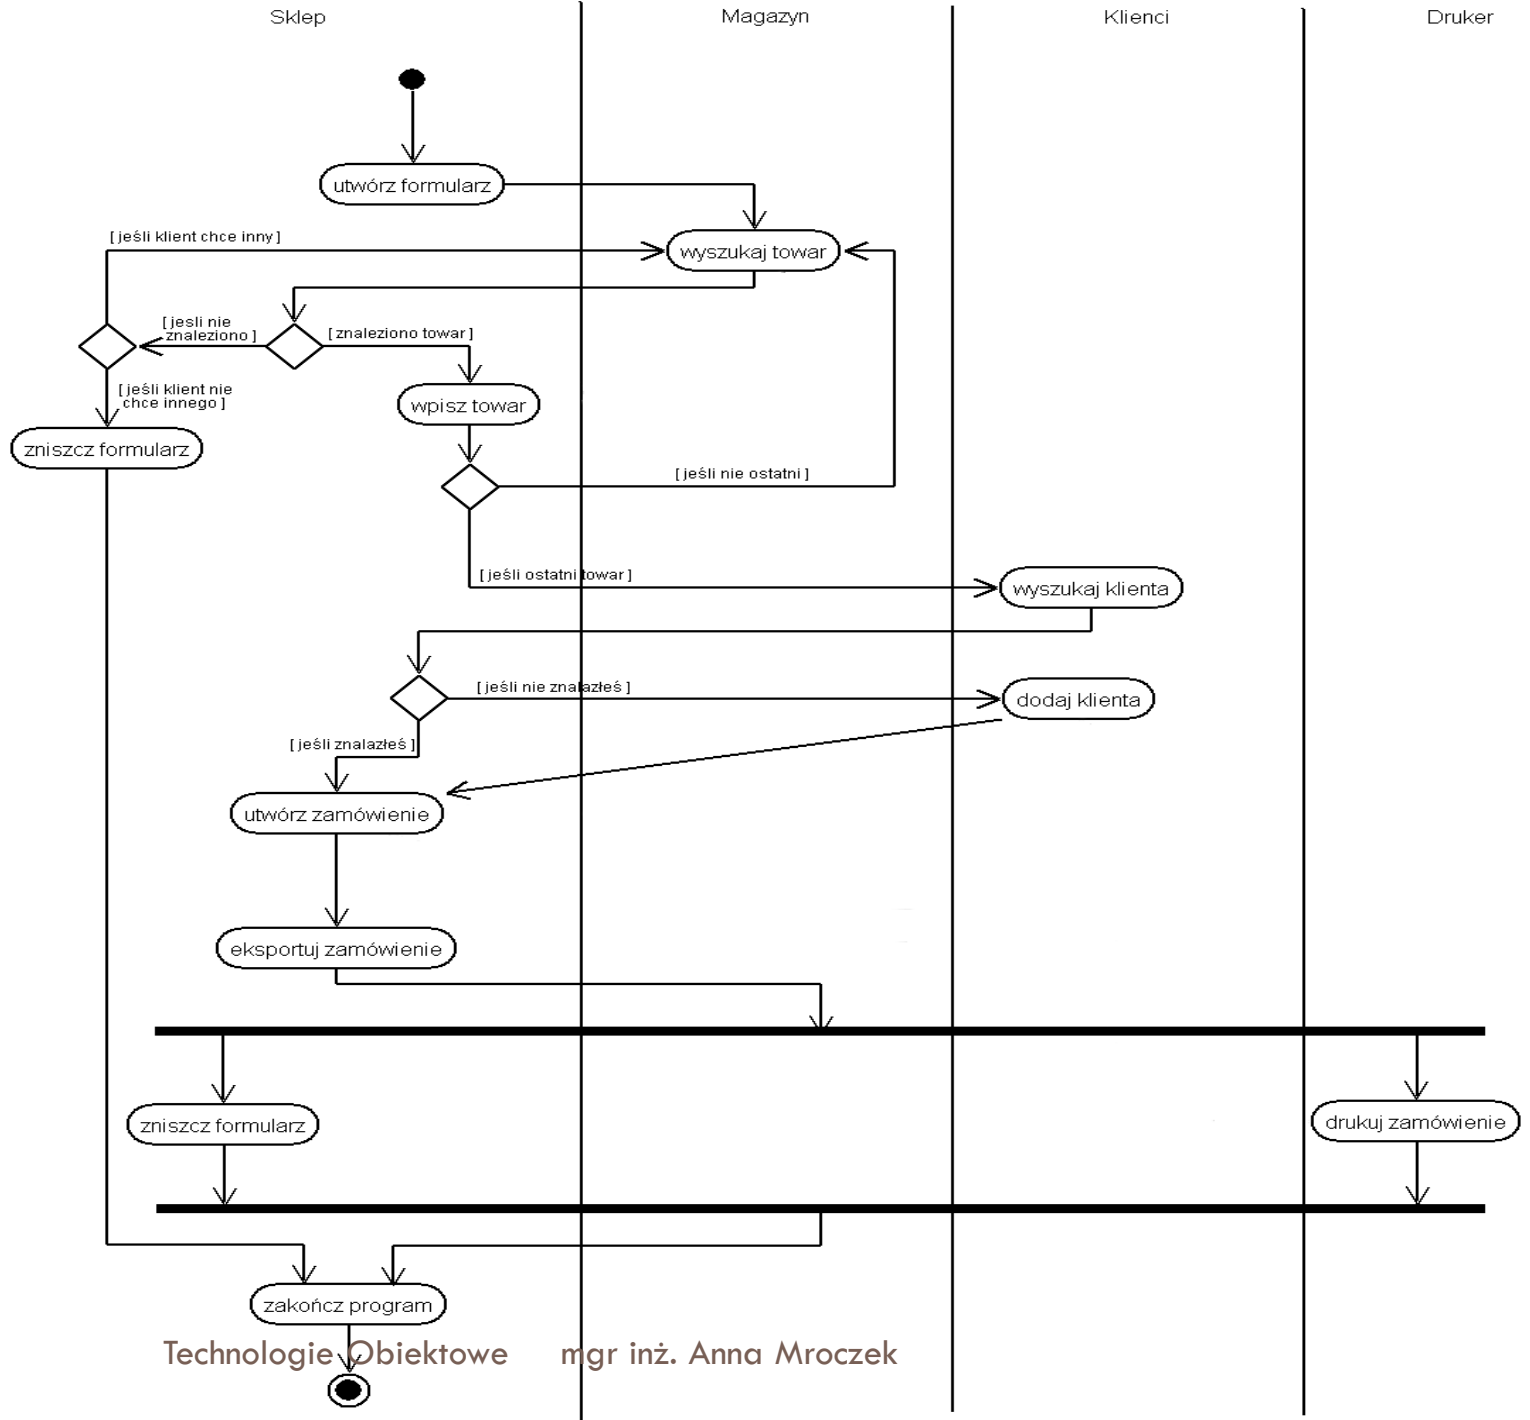 Sklep
Magazyn
Klienci
Druker
utwórz formularz
[ jeśli klient chce inny ]
wyszukaj towar
[ jesli nie
znaleziono ]
[ znaleziono towar ]
[ jeśli klient nie
chce innego ]
wpisz towar
zniszcz formularz
[ jeśli nie ostatni ]
[ jeśli ostatni towar ]
wyszukaj klienta
[ jeśli nie znalazłeś ]
dodaj klienta
[ jeśli znalazłeś ]
utwórz zamówienie
eksportuj zamówienie
zniszcz formularz
drukuj zamówienie
zakończ program
Technologie Obiektowe mgr inż. Anna Mroczek